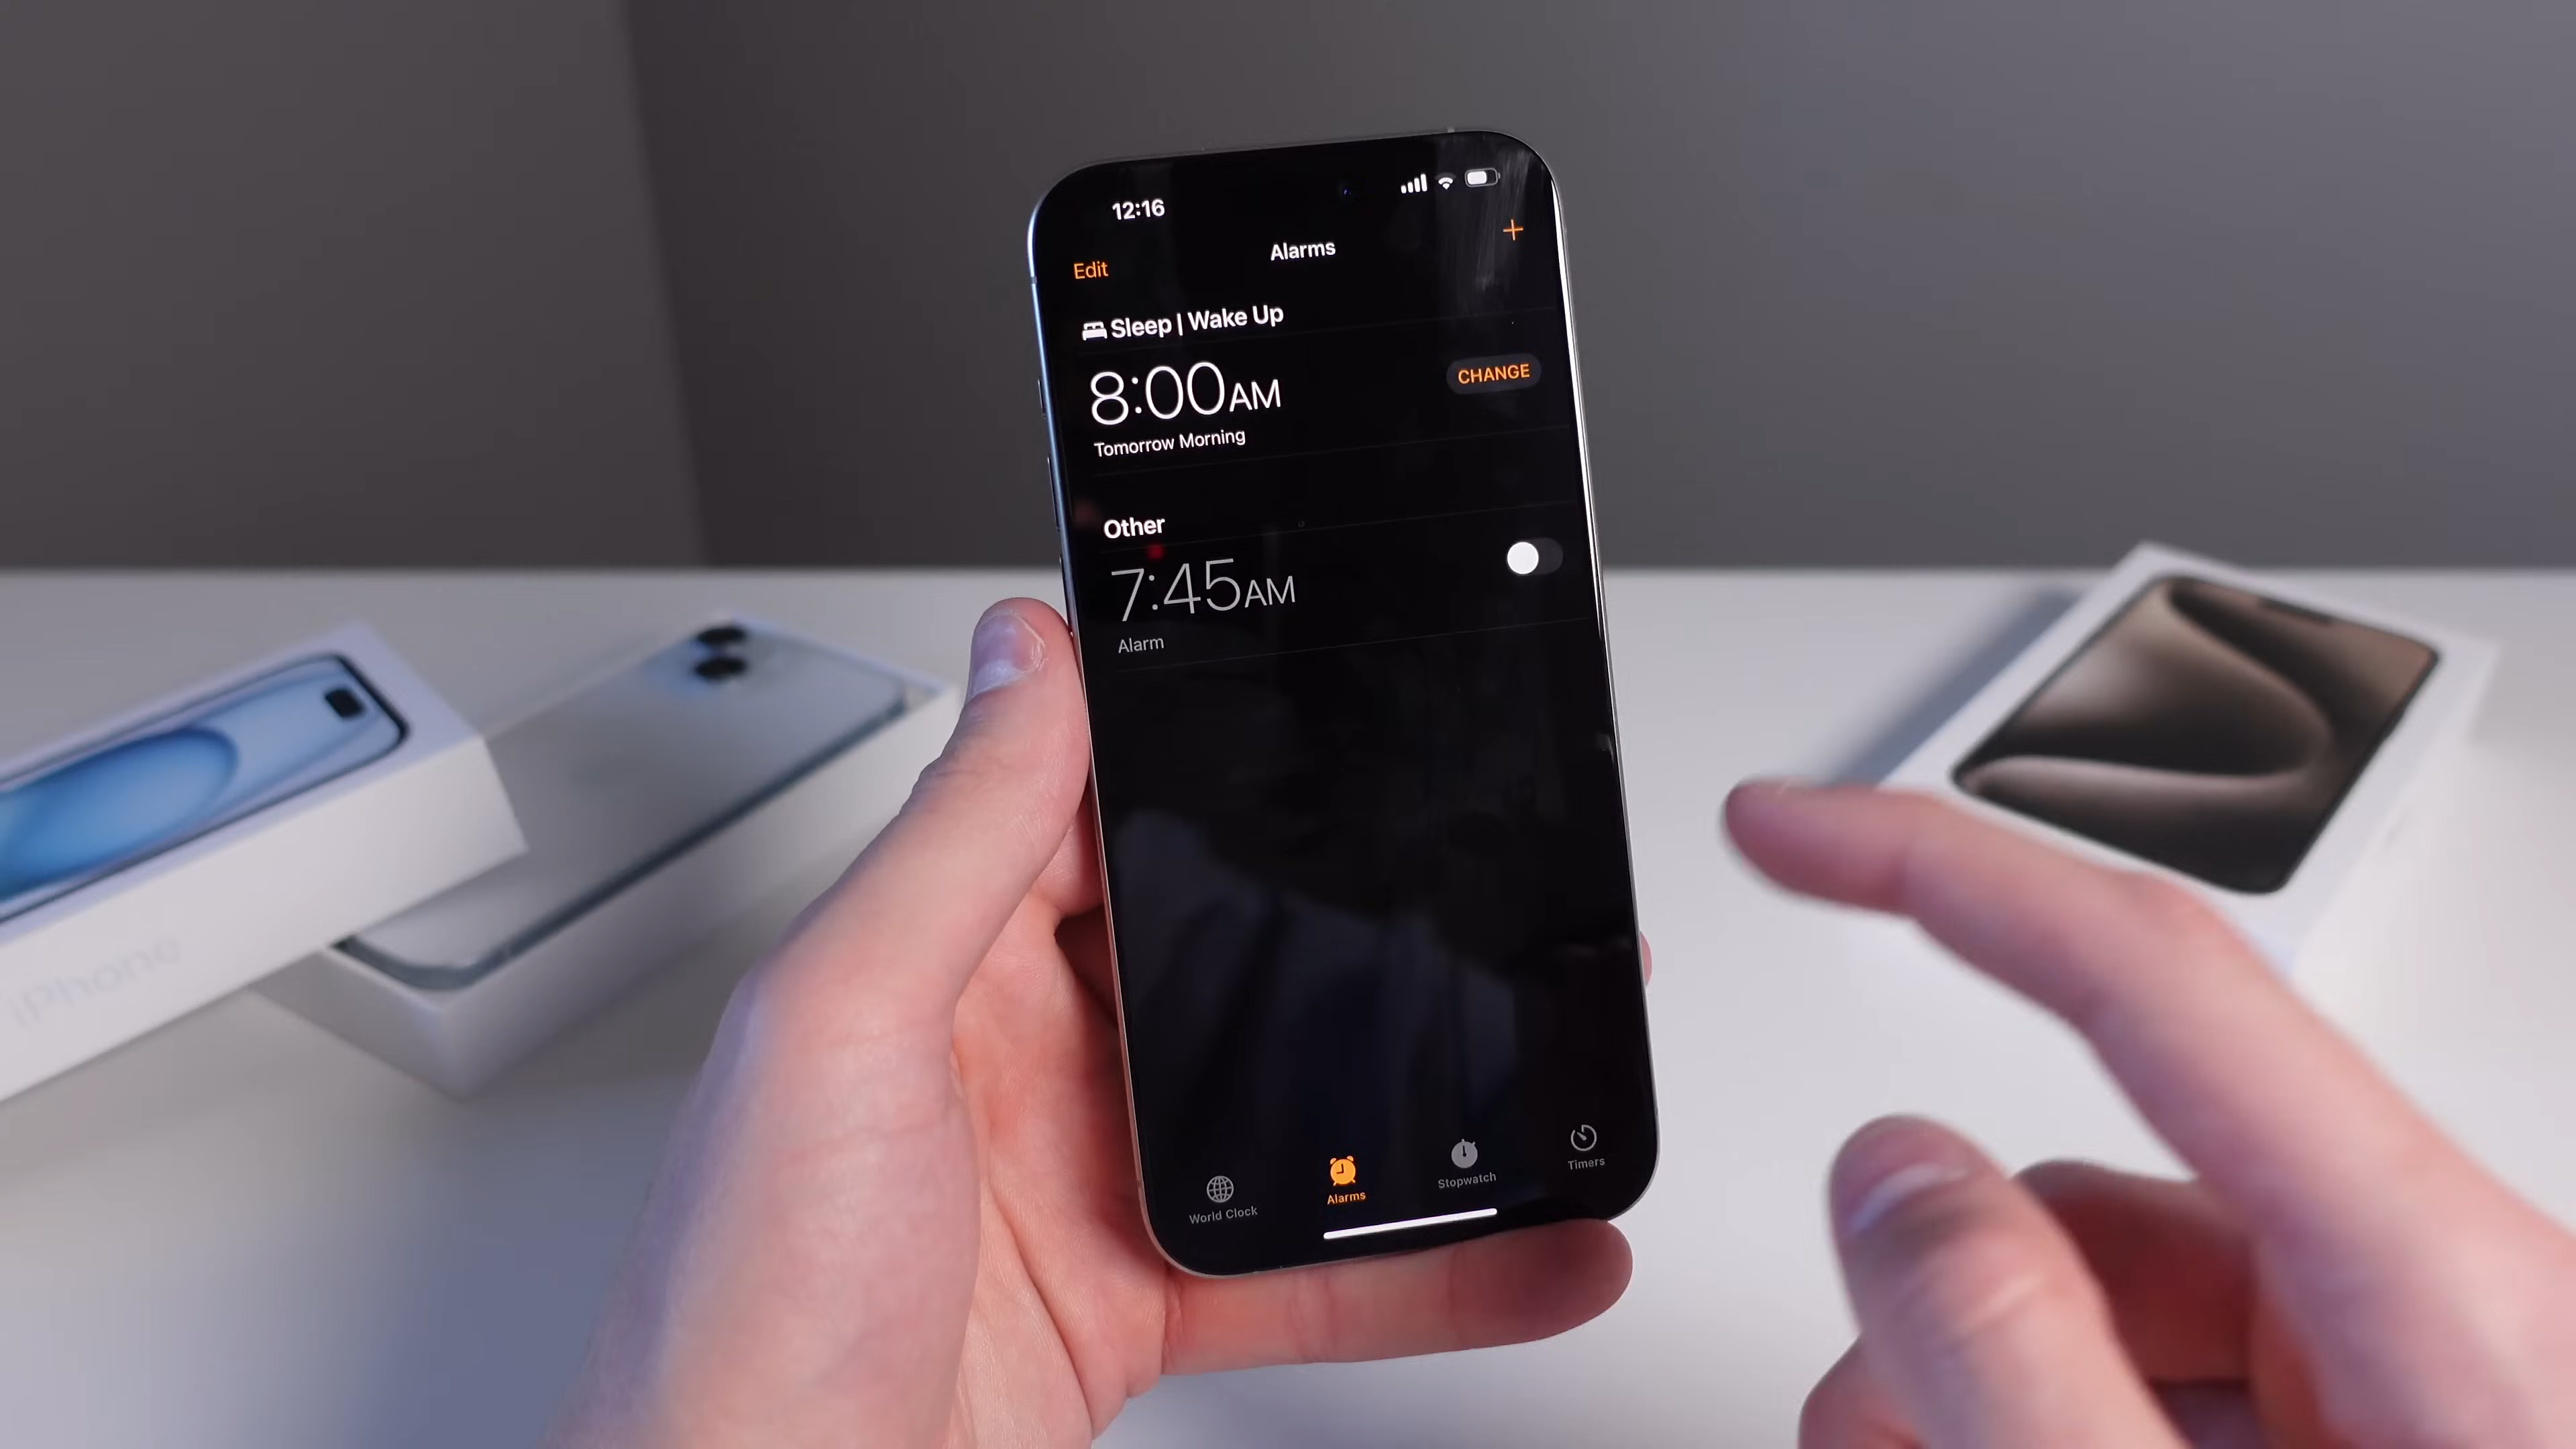 12:16
Edit
Alarms
+
Sleep | Wake Up
8:00AM
CHANGE
Tomorrow Morning
Other
7:45AM
Alarm
World Clock
Alarms
Stopwatch
Timers
iPhone